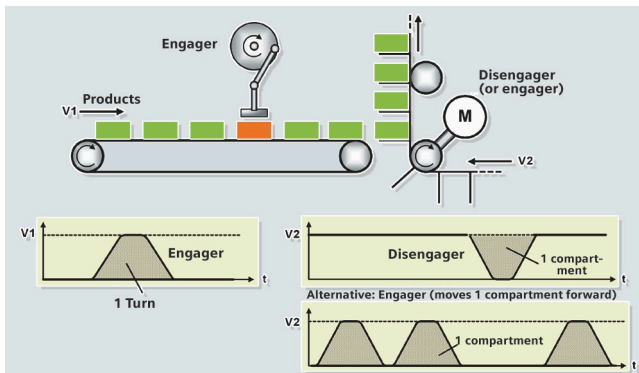 Engager
Products
V1
Disengager
(or engager)
M
V2
V1
Engager
t
1 Turn
V2
Disengager
1 compart-
ment
t
Alternative: Engager (moves 1 compartment forward)
V2
1 compartment
t